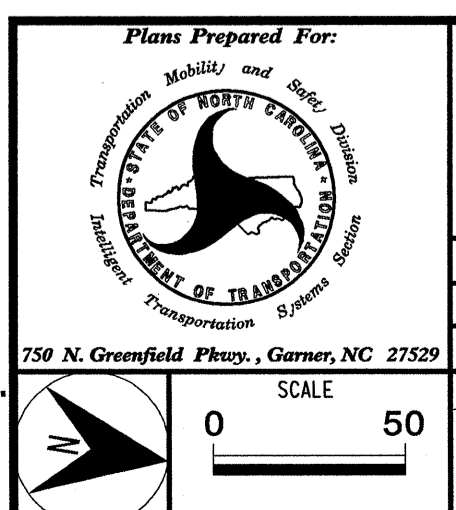 Plans Prepared For:
Transportation Mobility and Safety Division
STATE OF NORTH CAROLINA
DEPARTMENT OF TRANSPORTATION
Intelligent Transportation Systems Section
750 N. Greenfield Pkwy., Garner, NC 27529
N
SCALE
0 50